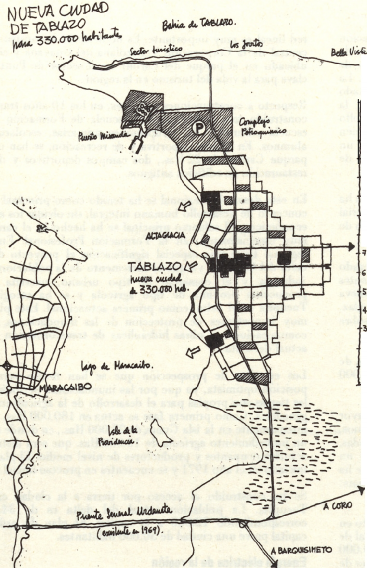 NUEVA CIUDAD
DE TABLAZO
para 330.000 habitantes
Bahía de TABLAZO.
Sector turístico
Los Jovitos
Bella Vista
Puerto Miranda
P
Complejo
Petroquímico
ALTAGRACIA
TABLAZO
nueva ciudad
de 330.000 hab.
7
6
5
4
3
Lago de Maracaibo.
MARACAIBO
Isla de la
Providencia.
Puente General Urdaneta
(existente en 1969).
A CORO
A BARQUISIMETO